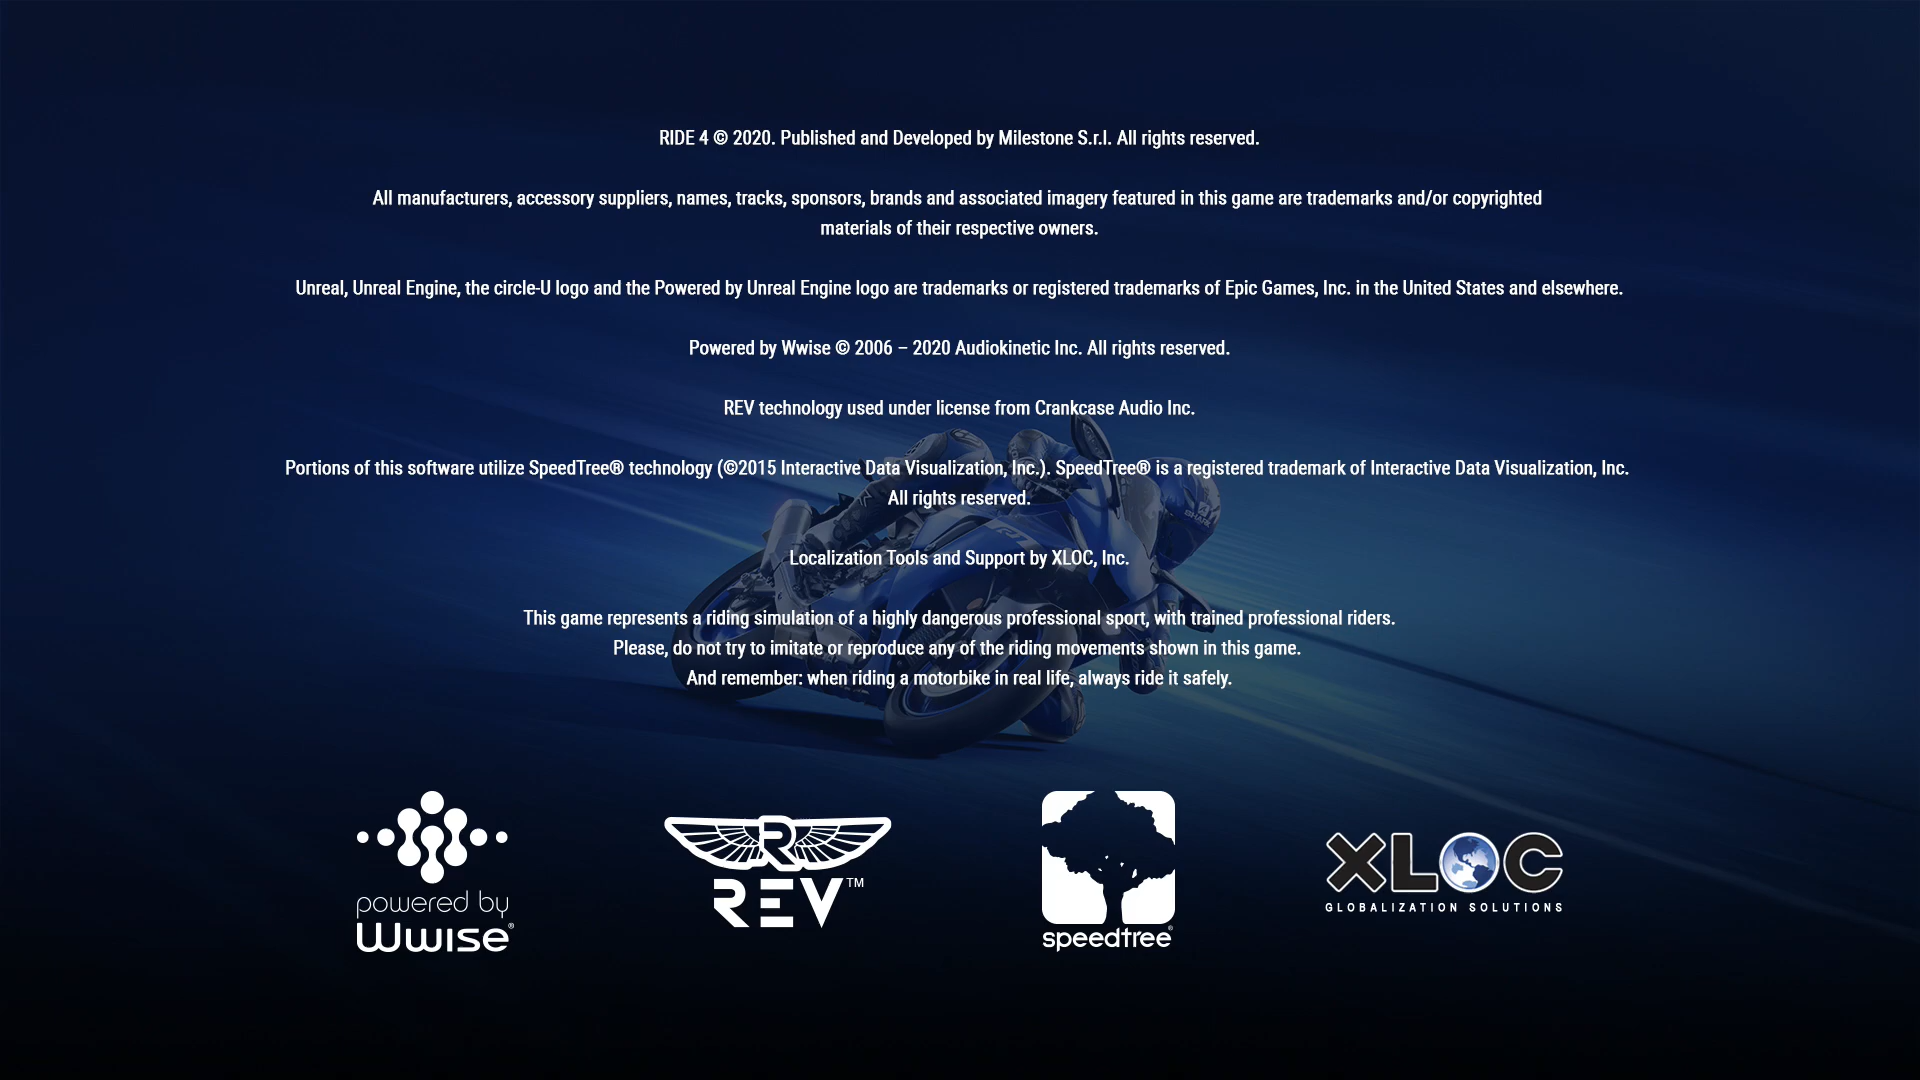 RIDE 4 © 2020. Published and Developed by Milestone S.r.l. All rights reserved.
All manufacturers, accessory suppliers, names, tracks, sponsors, brands and associated imagery featured in this game are trademarks and/or copyrighted
materials of their respective owners.
Unreal, Unreal Engine, the circle-U logo and the Powered by Unreal Engine logo are trademarks or registered trademarks of Epic Games, Inc. in the United States and elsewhere.
Powered by Wwise © 2006 – 2020 Audiokinetic Inc. All rights reserved.
REV technology used under license from Crankcase Audio Inc.
Portions of this software utilize SpeedTree® technology (©2015 Interactive Data Visualization, Inc.). SpeedTree® is a registered trademark of Interactive Data Visualization, Inc.
All rights reserved.
SHARK
R1
Localization Tools and Support by XLOC, Inc.
This game represents a riding simulation of a highly dangerous professional sport, with trained professional riders.
Please, do not try to imitate or reproduce any of the riding movements shown in this game.
And remember: when riding a motorbike in real life, always ride it safely.
powered by
Wwise®
R
REV™
speedtree®
XLOC
GLOBALIZATION SOLUTIONS